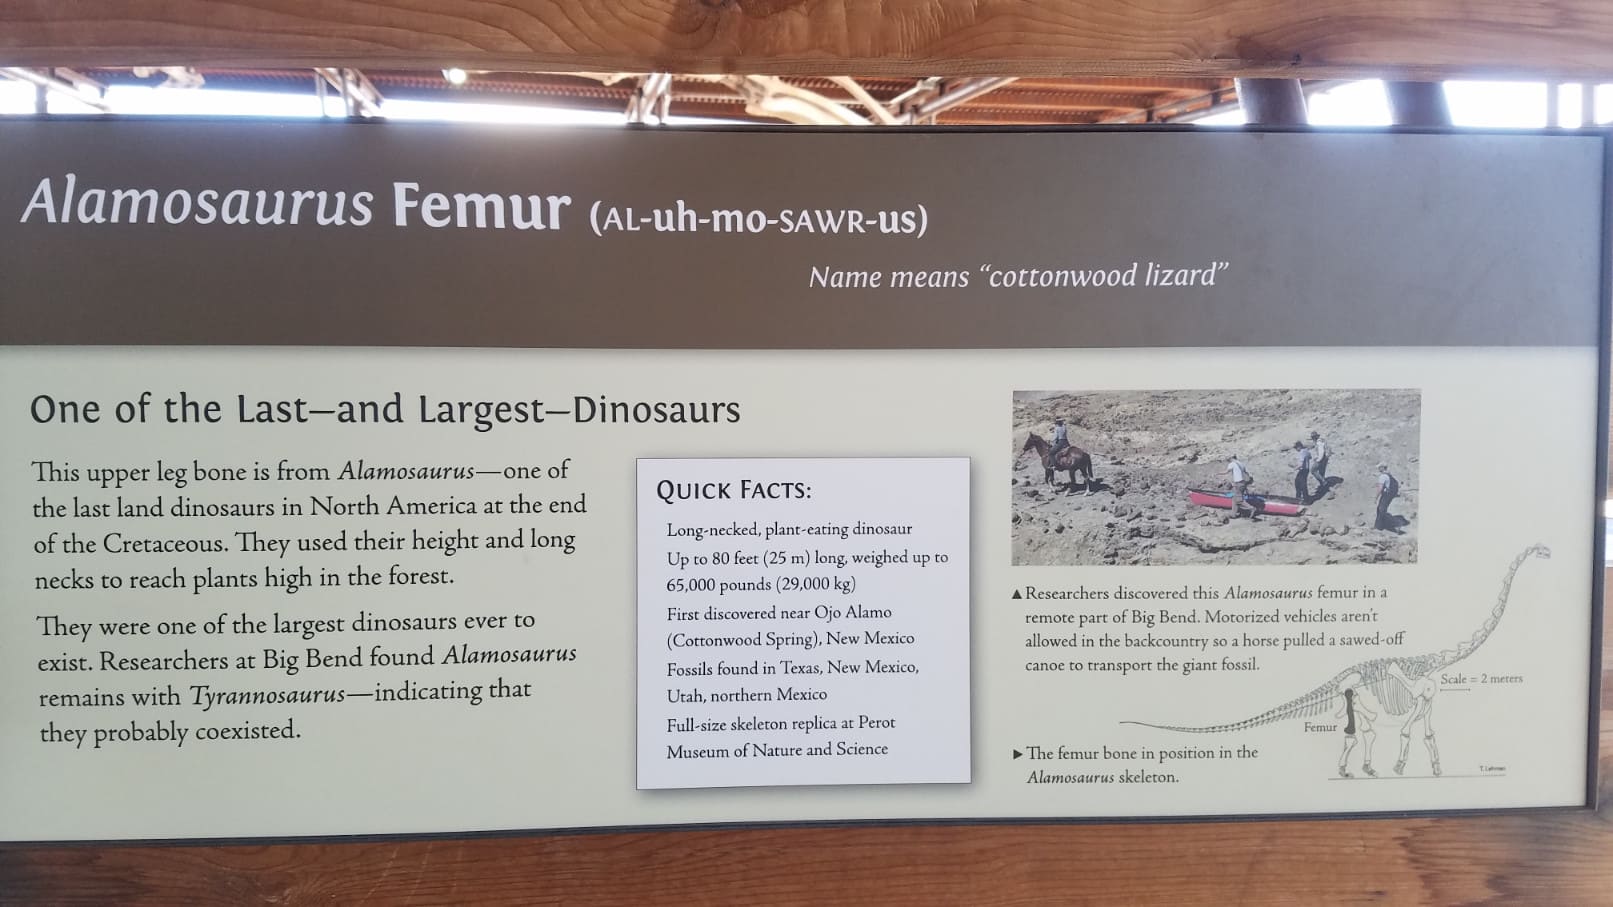 Alamosaurus Femur (AL-uh-mo-SAWR-us)
Name means “cottonwood lizard”
One of the Last—and Largest—Dinosaurs
This upper leg bone is from Alamosaurus—one of
the last land dinosaurs in North America at the end
of the Cretaceous. They used their height and long
necks to reach plants high in the forest.
They were one of the largest dinosaurs ever to
exist. Researchers at Big Bend found Alamosaurus
remains with Tyrannosaurus—indicating that
they probably coexisted.
QUICK FACTS:
Long-necked, plant-eating dinosaur
Up to 80 feet (25 m) long, weighed up to
65,000 pounds (29,000 kg)
First discovered near Ojo Alamo
(Cottonwood Spring), New Mexico
Fossils found in Texas, New Mexico,
Utah, northern Mexico
Full-size skeleton replica at Perot
Museum of Nature and Science
▲Researchers discovered this Alamosaurus femur in a
remote part of Big Bend. Motorized vehicles aren’t
allowed in the backcountry so a horse pulled a sawed-off
canoe to transport the giant fossil.
Scale = 2 meters
Femur
▶The femur bone in position in the
Alamosaurus skeleton.
T. Lehman